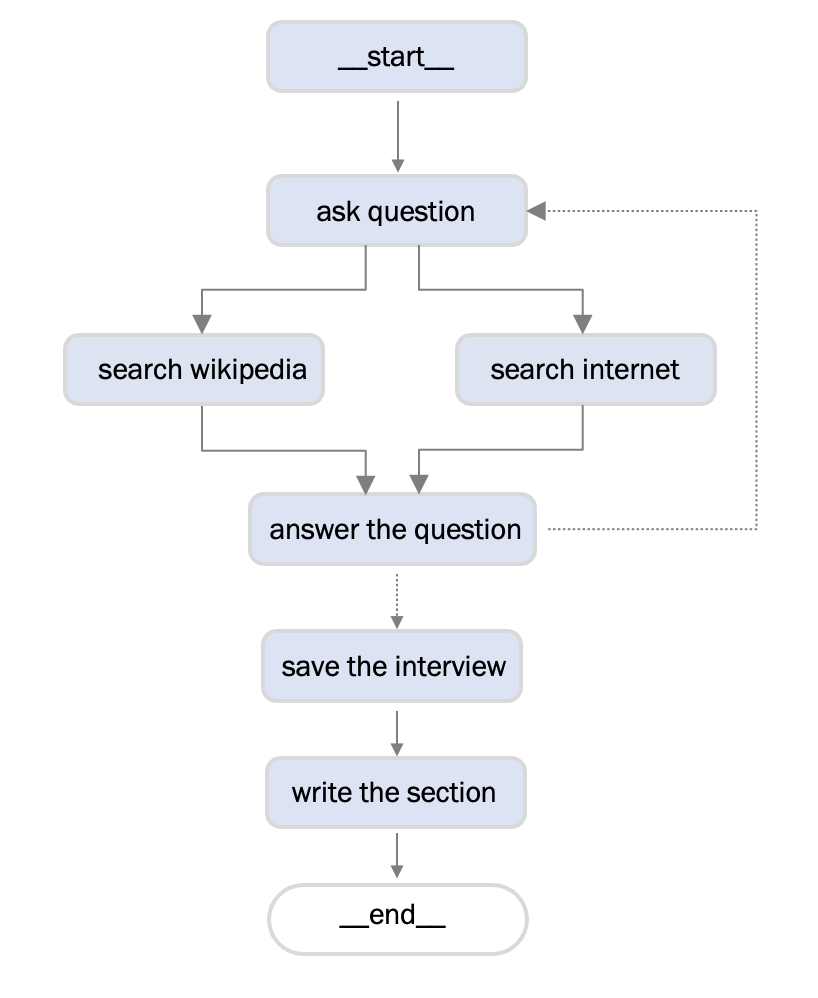 __start__
ask question
search wikipedia
search internet
answer the question
save the interview
write the section
__end__